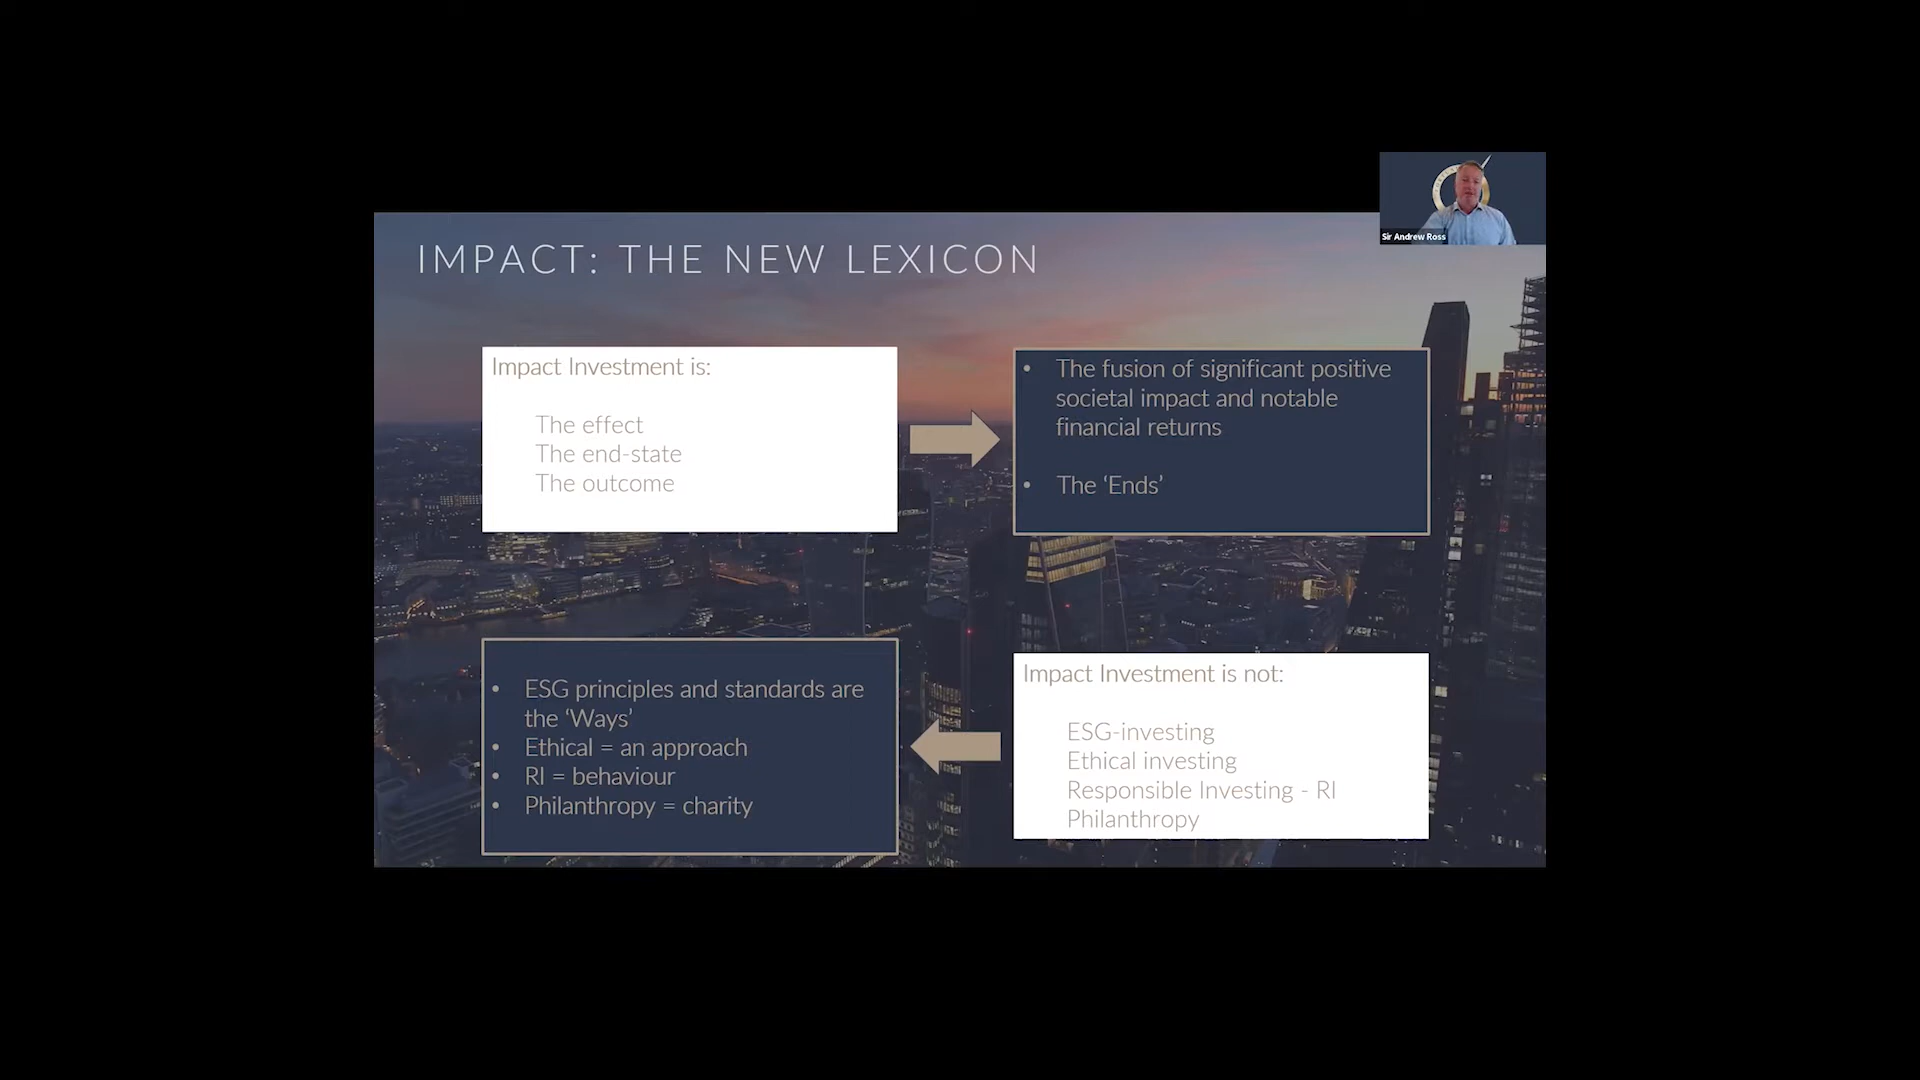 Sir Andrew Ross
IMPACT: THE NEW LEXICON
Impact Investment is:
The effect
The end-state
The outcome
• The fusion of significant positive
societal impact and notable
financial returns
• The ‘Ends’
• ESG principles and standards are
the ‘Ways’
• Ethical = an approach
• RI = behaviour
• Philanthropy = charity
Impact Investment is not:
ESG-investing
Ethical investing
Responsible Investing - RI
Philanthropy